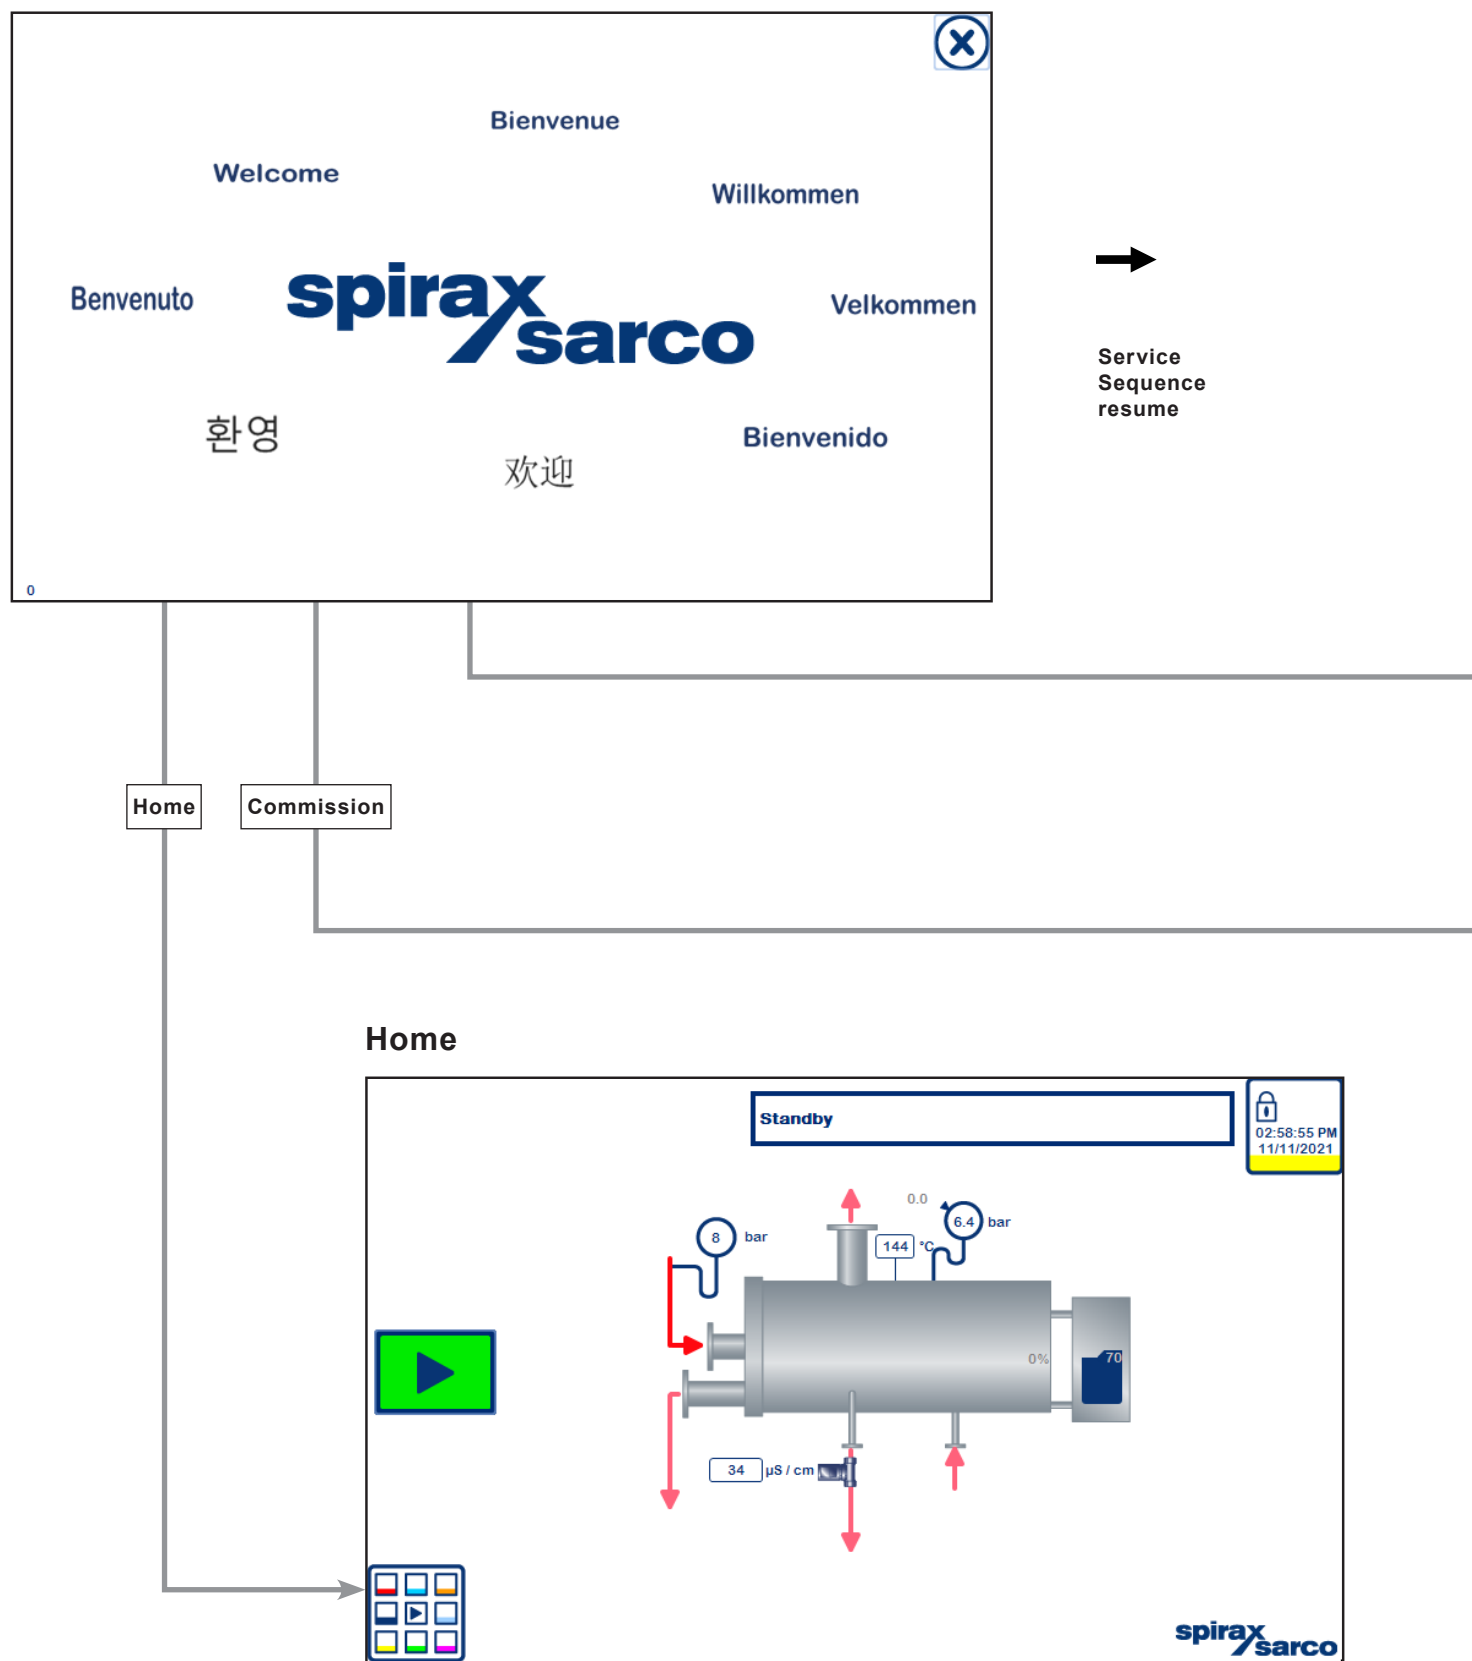 Bienvenue
Welcome
Willkommen
Benvenuto
spirax
sarco
Velkommen
환영
欢迎
Bienvenido
0
Service
Sequence
resume
Home
Commission
Home
Standby
02:58:55 PM
11/11/2021
0.0
8
bar
6.4
bar
144
°C
0%
70
34
µS / cm
spirax
sarco